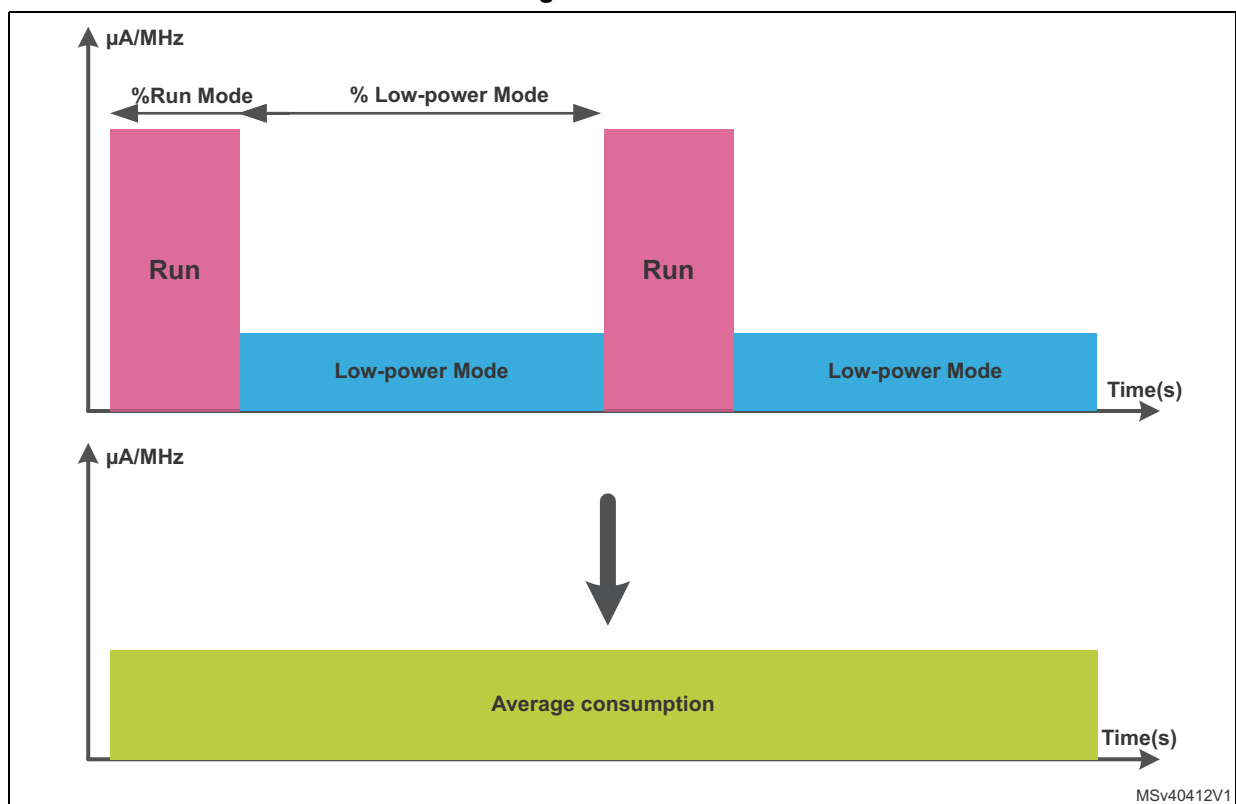 µA/MHz
%Run Mode
% Low-power Mode
Run
Run
Low-power Mode
Low-power Mode
Time(s)
µA/MHz
Average consumption
Time(s)
MSv40412V1